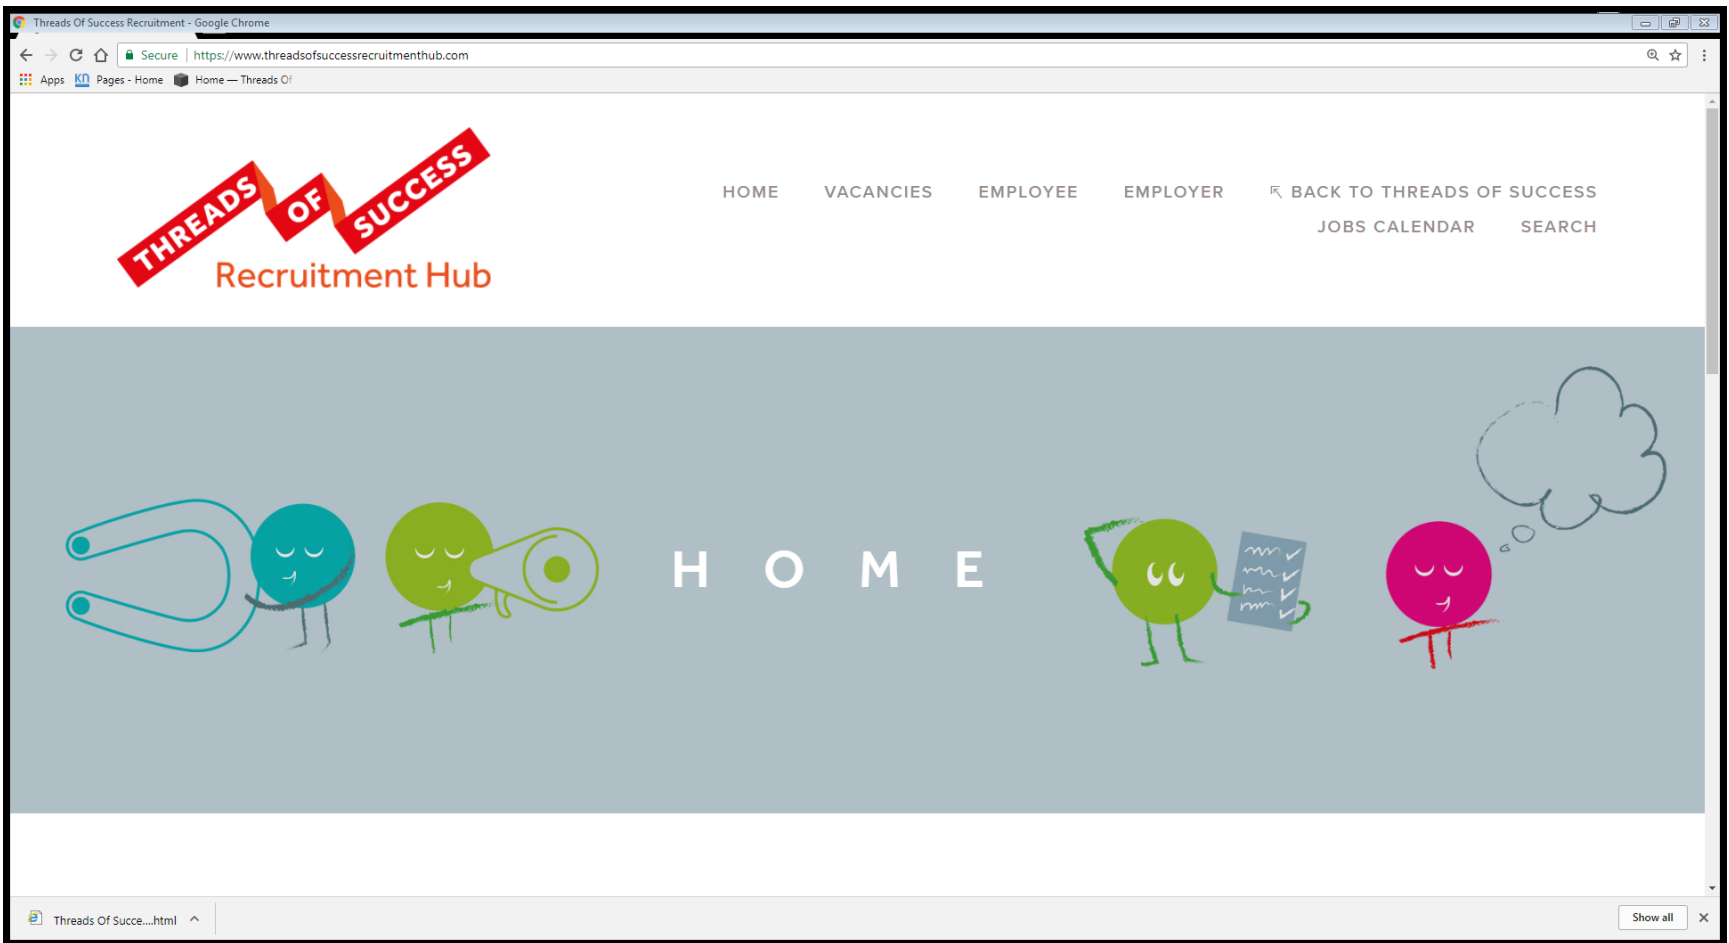 Threads Of Success Recruitment - Google Chrome
Secure | https://www.threadsofsuccessrecruitmenthub.com
Apps Pages - Home Home — Threads Of
THREADS OF SUCCESS
Recruitment Hub
HOME VACANCIES EMPLOYEE EMPLOYER BACK TO THREADS OF SUCCESS
JOBS CALENDAR SEARCH
HOME
Threads Of Succe....html
Show all